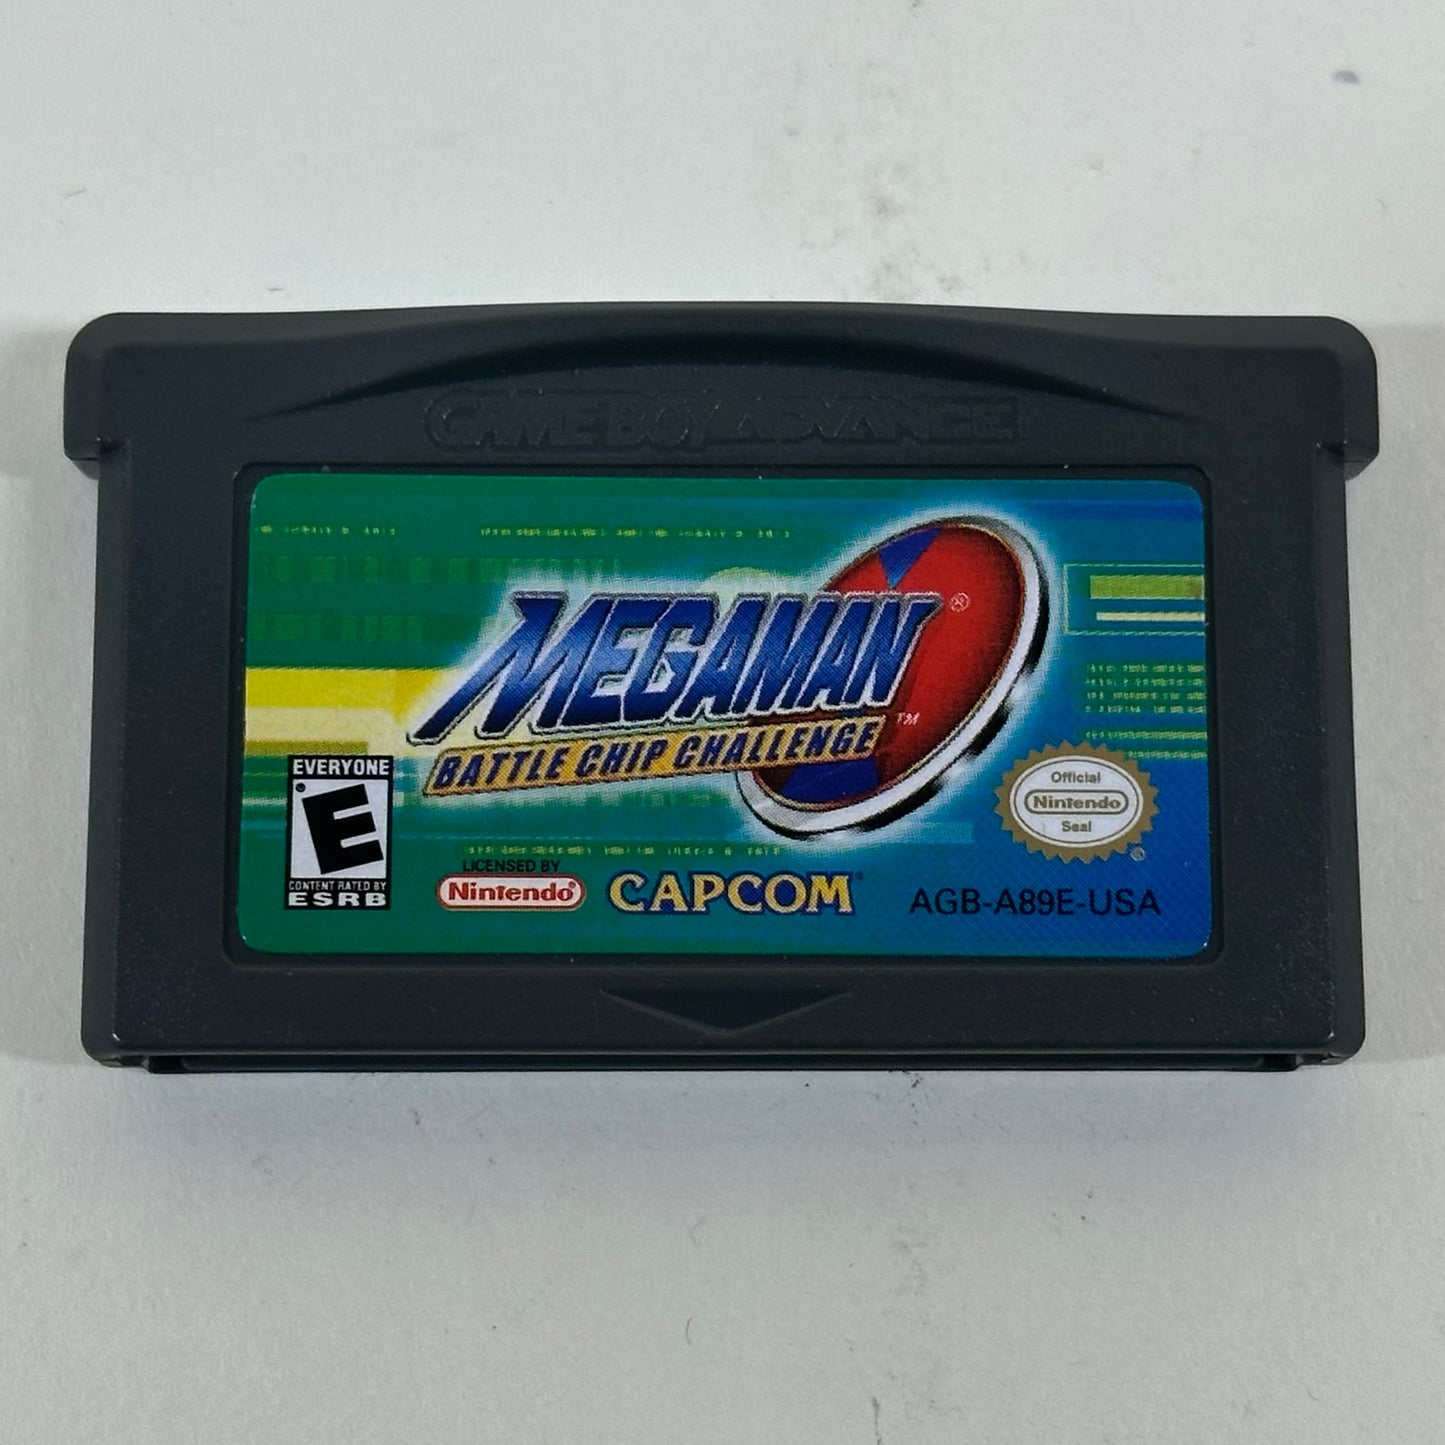 GAME BOY ADVANCE
MEGAMAN®
BATTLE CHIP CHALLENGE™
EVERYONE
E
CONTENT RATED BY
ESRB
LICENSED BY
Nintendo®
CAPCOM®
Official
Nintendo
Seal
®
AGB-A89E-USA